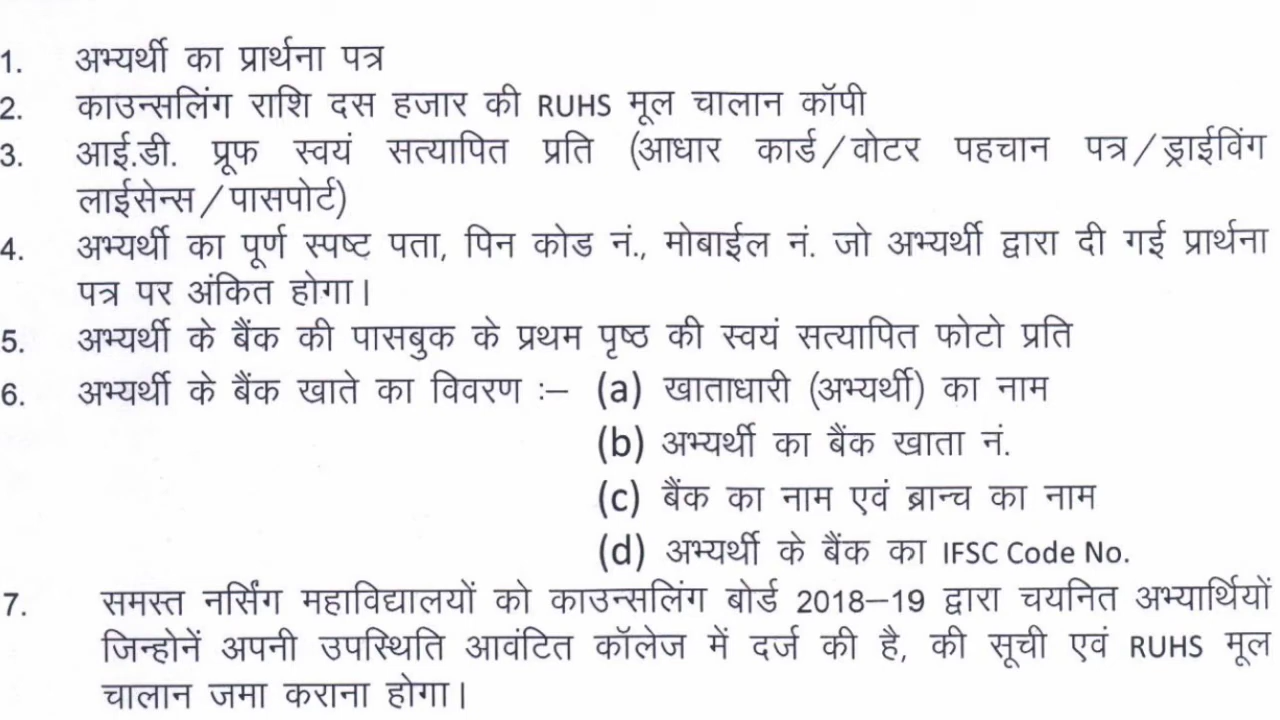 1. अभ्यर्थी का प्रार्थना पत्र
2. काउन्सलिंग राशि दस हजार की RUHS मूल चालान कॉपी
3. आई.डी. प्रूफ स्वयं सत्यापित प्रति (आधार कार्ड/वोटर पहचान पत्र/ड्राईविंग
लाईसेन्स/पासपोर्ट)
4. अभ्यर्थी का पूर्ण स्पष्ट पता, पिन कोड नं., मोबाईल नं. जो अभ्यर्थी द्वारा दी गई प्रार्थना
पत्र पर अंकित होगा।
5. अभ्यर्थी के बैंक की पासबुक के प्रथम पृष्ठ की स्वयं सत्यापित फोटो प्रति
6. अभ्यर्थी के बैंक खाते का विवरण :– (a) खाताधारी (अभ्यर्थी) का नाम
(b) अभ्यर्थी का बैंक खाता नं.
(c) बैंक का नाम एवं ब्रान्च का नाम
(d) अभ्यर्थी के बैंक का IFSC Code No.
7. समस्त नर्सिंग महाविद्यालयों को काउन्सलिंग बोर्ड 2018–19 द्वारा चयनित अभ्यार्थियों
जिन्होनें अपनी उपस्थिति आवंटित कॉलेज में दर्ज की है, की सूची एवं RUHS मूल
चालान जमा कराना होगा।